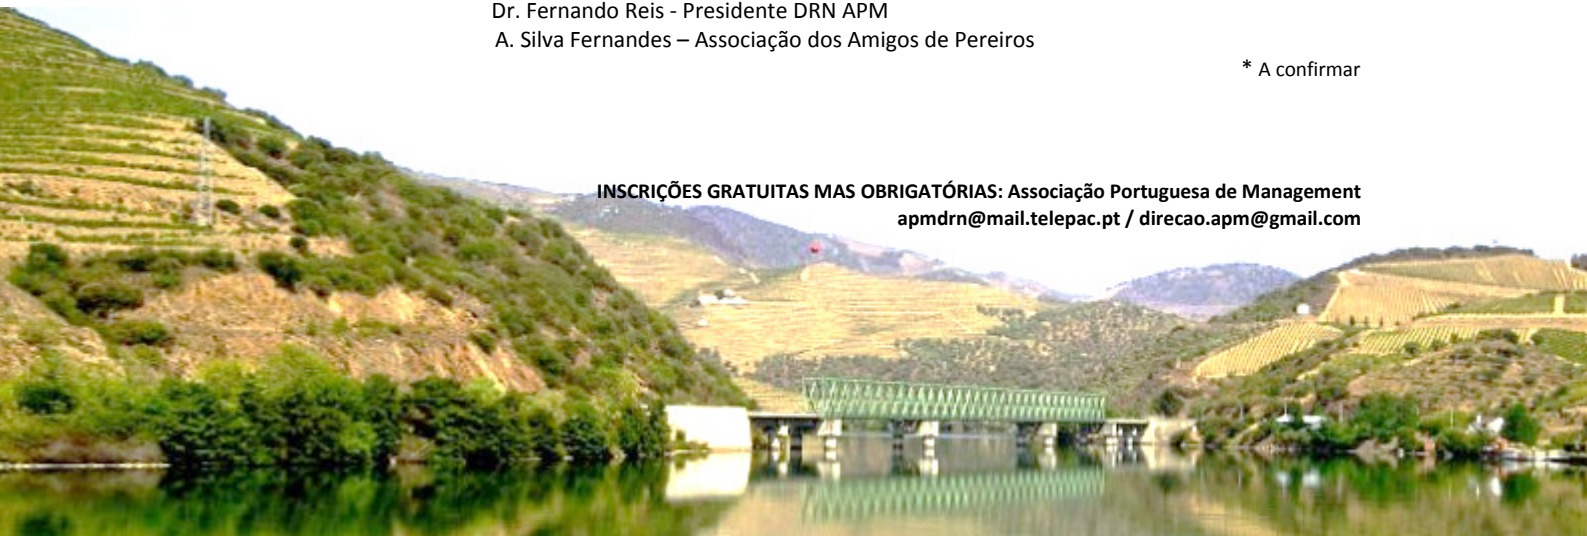 Dr. Fernando Reis - Presidente DRN APM
A. Silva Fernandes – Associação dos Amigos de Pereiros
* A confirmar
INSCRIÇÕES GRATUITAS MAS OBRIGATÓRIAS: Associação Portuguesa de Management
apmdrn@mail.telepac.pt / direcao.apm@gmail.com